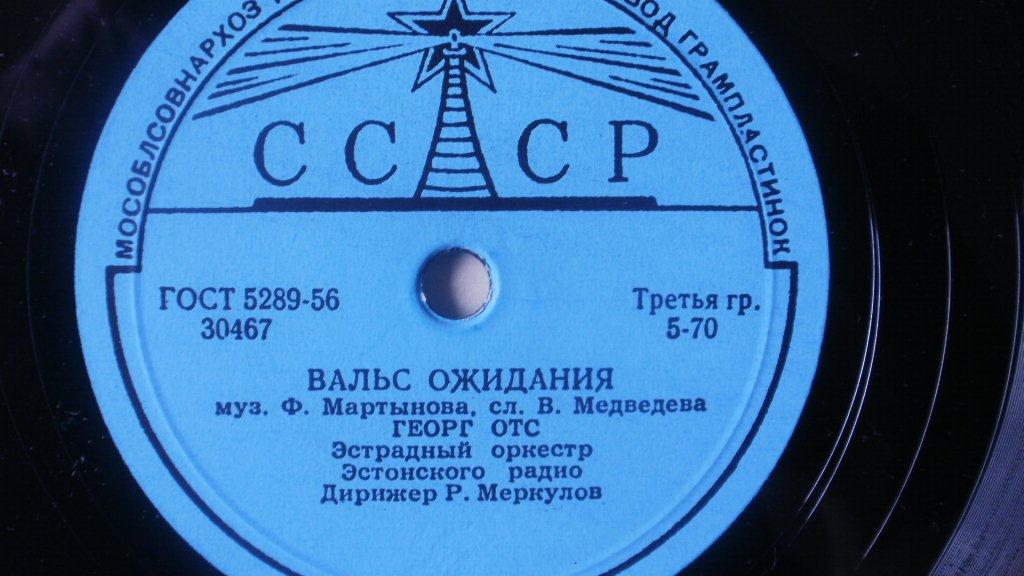 МОСОБЛСОВНАРХОЗ
ГРАМПЛАСТИНОК
СССР
ГОСТ 5289-56
30467
Третья гр.
5-70
ВАЛЬС ОЖИДАНИЯ
муз. Ф. Мартынова, сл. В. Медведева
ГЕОРГ ОТС
Эстрадный оркестр
Эстонского радио
Дирижер Р. Меркулов